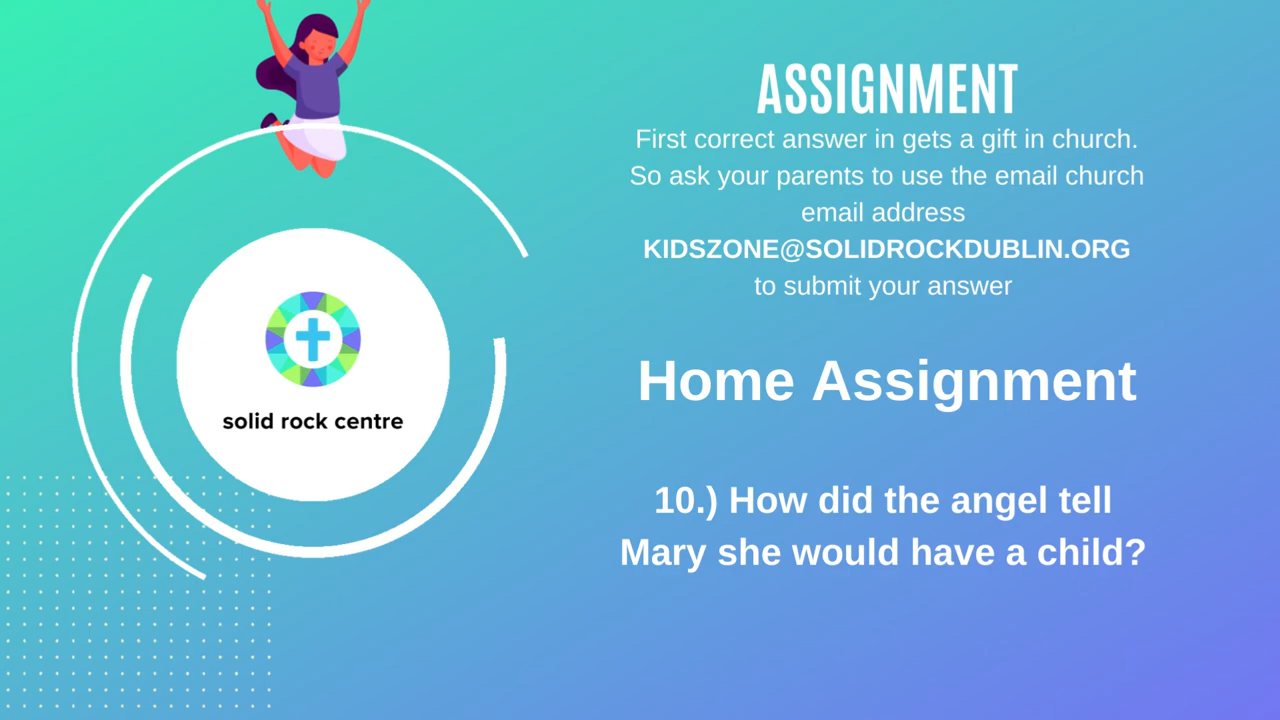 ASSIGNMENT
First correct answer in gets a gift in church.
So ask your parents to use the email church
email address
KIDSZONE@SOLIDROCKDUBLIN.ORG
to submit your answer
solid rock centre
Home Assignment
10.) How did the angel tell
Mary she would have a child?